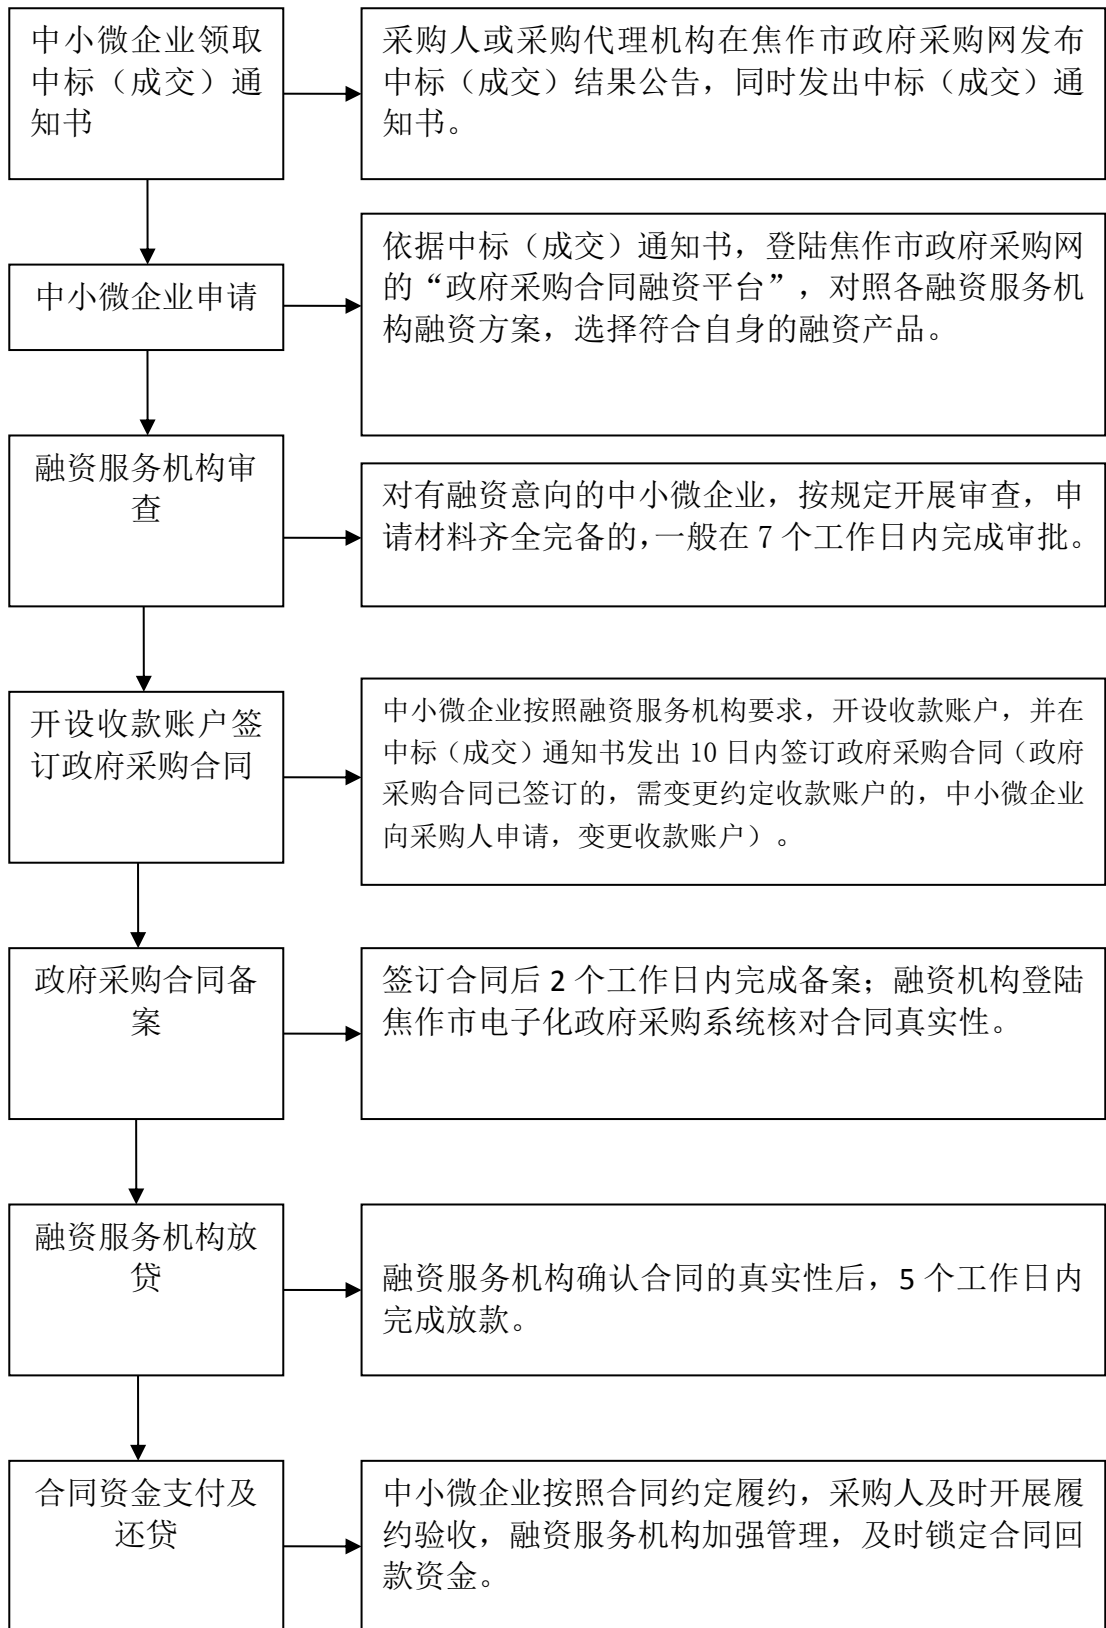 中小微企业领取
中标（成交）通
知书
采购人或采购代理机构在焦作市政府采购网发布
中标（成交）结果公告，同时发出中标（成交）通
知书。
中小微企业申请
依据中标（成交）通知书，登陆焦作市政府采购网
的“政府采购合同融资平台”，对照各融资服务机
构融资方案，选择符合自身的融资产品。
融资服务机构审
查
对有融资意向的中小微企业，按规定开展审查，申
请材料齐全完备的，一般在 7 个工作日内完成审批。
开设收款账户签
订政府采购合同
中小微企业按照融资服务机构要求，开设收款账户，并在
中标（成交）通知书发出 10 日内签订政府采购合同（政府
采购合同已签订的，需变更约定收款账户的，中小微企业
向采购人申请，变更收款账户）。
政府采购合同备
案
签订合同后 2 个工作日内完成备案；融资机构登陆
焦作市电子化政府采购系统核对合同真实性。
融资服务机构放
贷
融资服务机构确认合同的真实性后，5 个工作日内
完成放款。
合同资金支付及
还贷
中小微企业按照合同约定履约，采购人及时开展履
约验收，融资服务机构加强管理，及时锁定合同回
款资金。